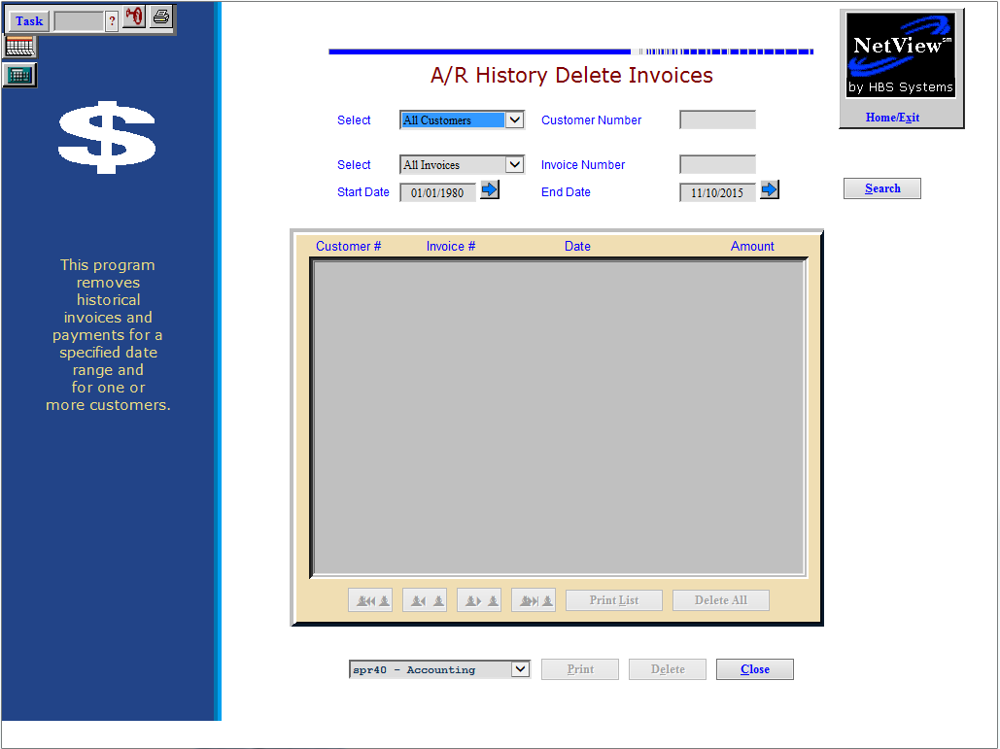 Task ?
NetView℠
by HBS Systems
Home/Exit
A/R History Delete Invoices
Select All Customers Customer Number
Select All Invoices Invoice Number
Start Date 01/01/1980 End Date 11/10/2015
Search
This program
removes
historical
invoices and
payments for a
specified date
range and
for one or
more customers.
Customer # Invoice # Date Amount
Print List Delete All
spr40 - Accounting Print Delete Close